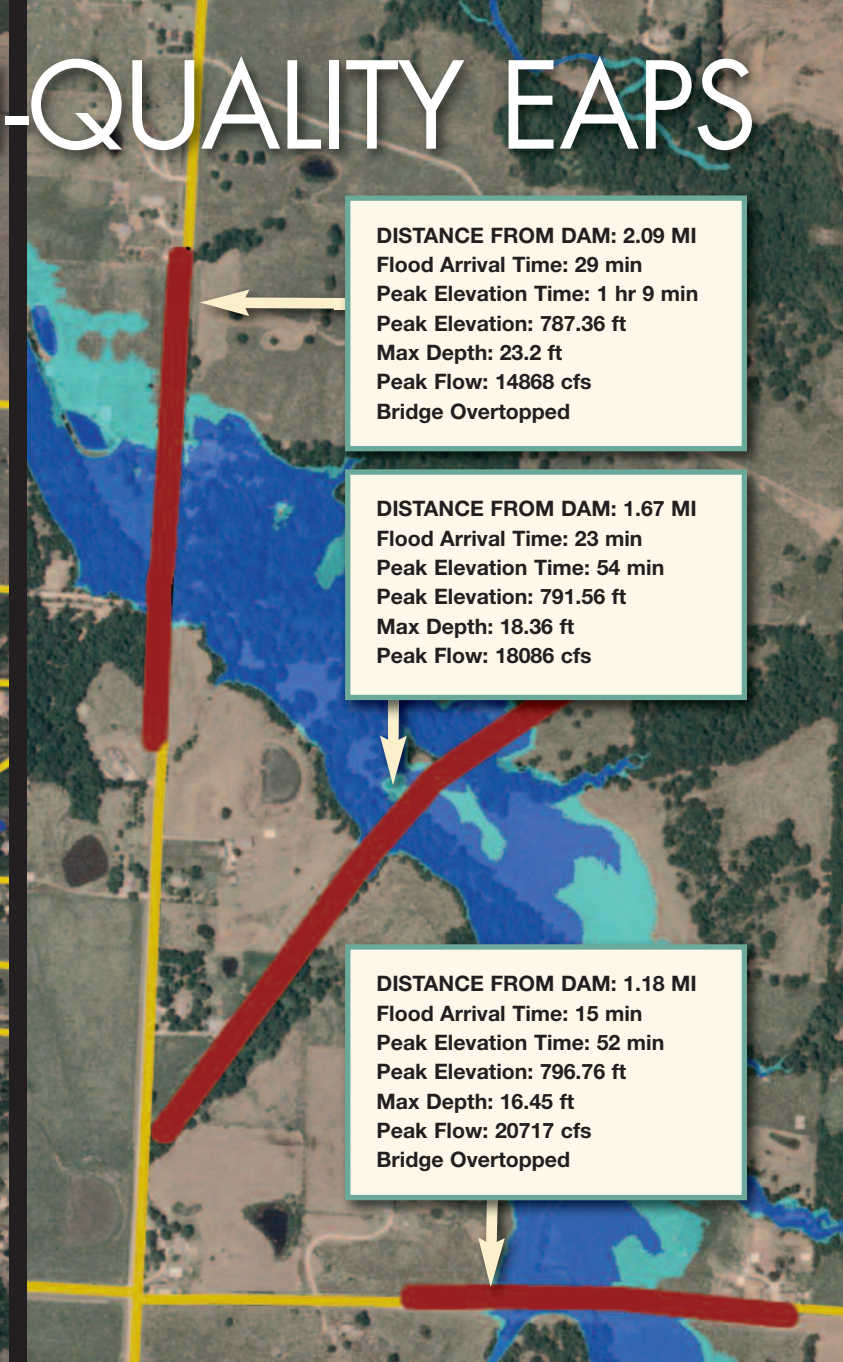 -QUALITY EAPS
DISTANCE FROM DAM: 2.09 MI
Flood Arrival Time: 29 min
Peak Elevation Time: 1 hr 9 min
Peak Elevation: 787.36 ft
Max Depth: 23.2 ft
Peak Flow: 14868 cfs
Bridge Overtopped
DISTANCE FROM DAM: 1.67 MI
Flood Arrival Time: 23 min
Peak Elevation Time: 54 min
Peak Elevation: 791.56 ft
Max Depth: 18.36 ft
Peak Flow: 18086 cfs
DISTANCE FROM DAM: 1.18 MI
Flood Arrival Time: 15 min
Peak Elevation Time: 52 min
Peak Elevation: 796.76 ft
Max Depth: 16.45 ft
Peak Flow: 20717 cfs
Bridge Overtopped